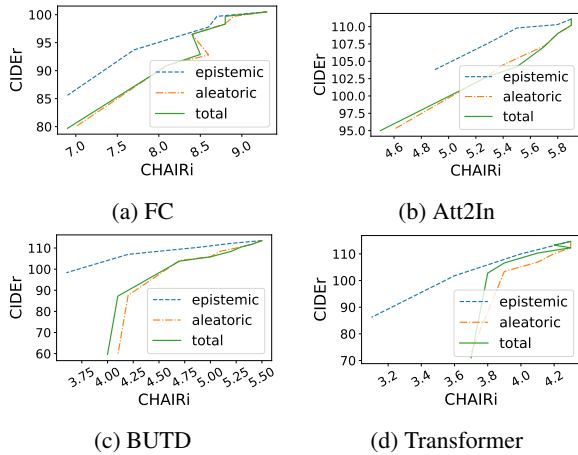 CIDEr
100
95
90
85
80
epistemic
aleatoric
total
7.0
7.5
8.0
8.5
9.0
CHAIRi
(a) FC
CIDEr
110.0
107.5
105.0
102.5
100.0
97.5
95.0
epistemic
aleatoric
total
4.6
4.8
5.0
5.2
5.4
5.6
5.8
CHAIRi
(b) Att2In
CIDEr
110
100
90
80
70
60
epistemic
aleatoric
total
3.75
4.00
4.25
4.50
4.75
5.00
5.25
5.50
CHAIRi
(c) BUTD
CIDEr
110
100
90
80
70
epistemic
aleatoric
total
3.2
3.4
3.6
3.8
4.0
4.2
CHAIRi
(d) Transformer